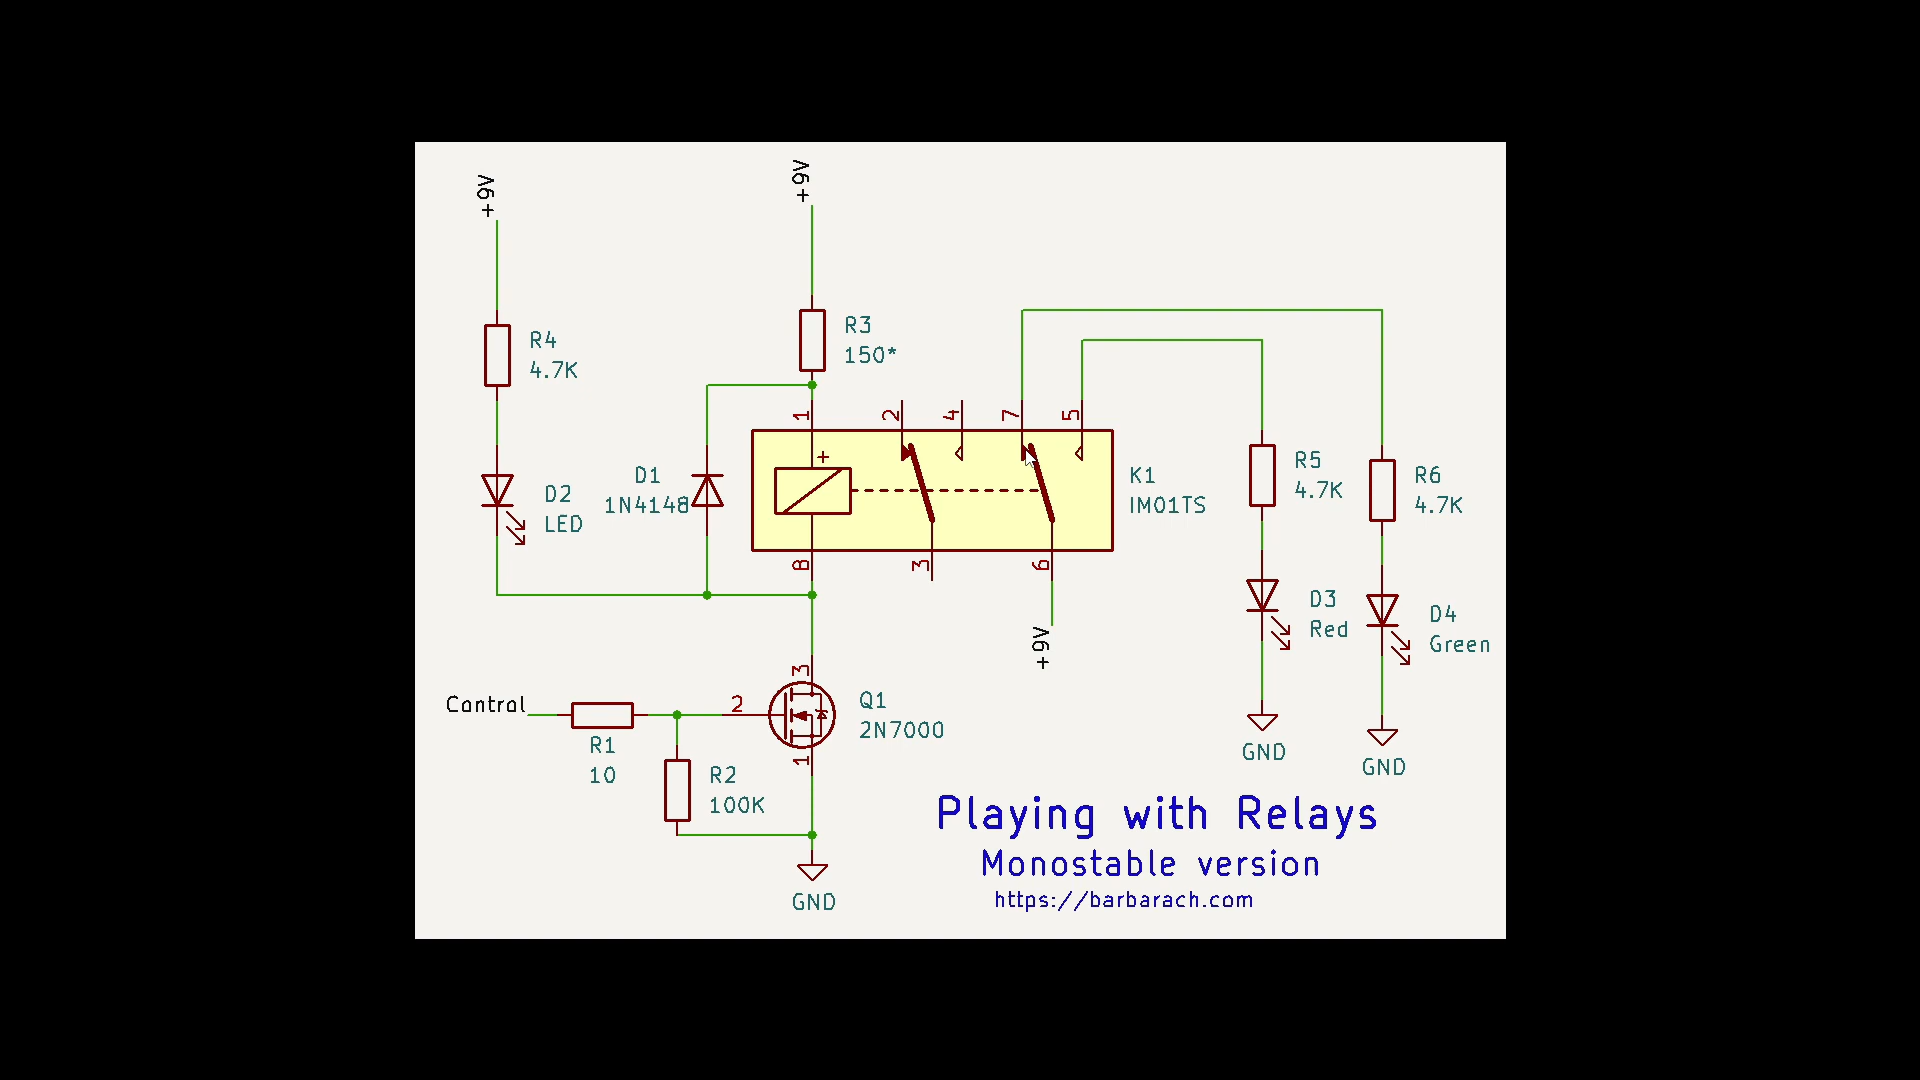 +9V
+9V
R4
4.7K
R3
150*
1
2
4
7
5
+
D1
1N4148
D2
LED
K1
IM01TS
R5
4.7K
R6
4.7K
8
3
6
+9V
D3
Red
D4
Green
Control
R1
10
2
3
1
Q1
2N7000
R2
100K
GND
GND
GND
Playing with Relays
Monostable version
https://barbarach.com